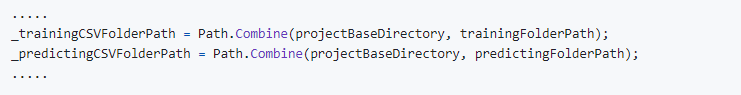 .....
_trainingCSVFolderPath = Path.Combine(projectBaseDirectory, trainingFolderPath);
_predictingCSVFolderPath = Path.Combine(projectBaseDirectory, predictingFolderPath);
.....